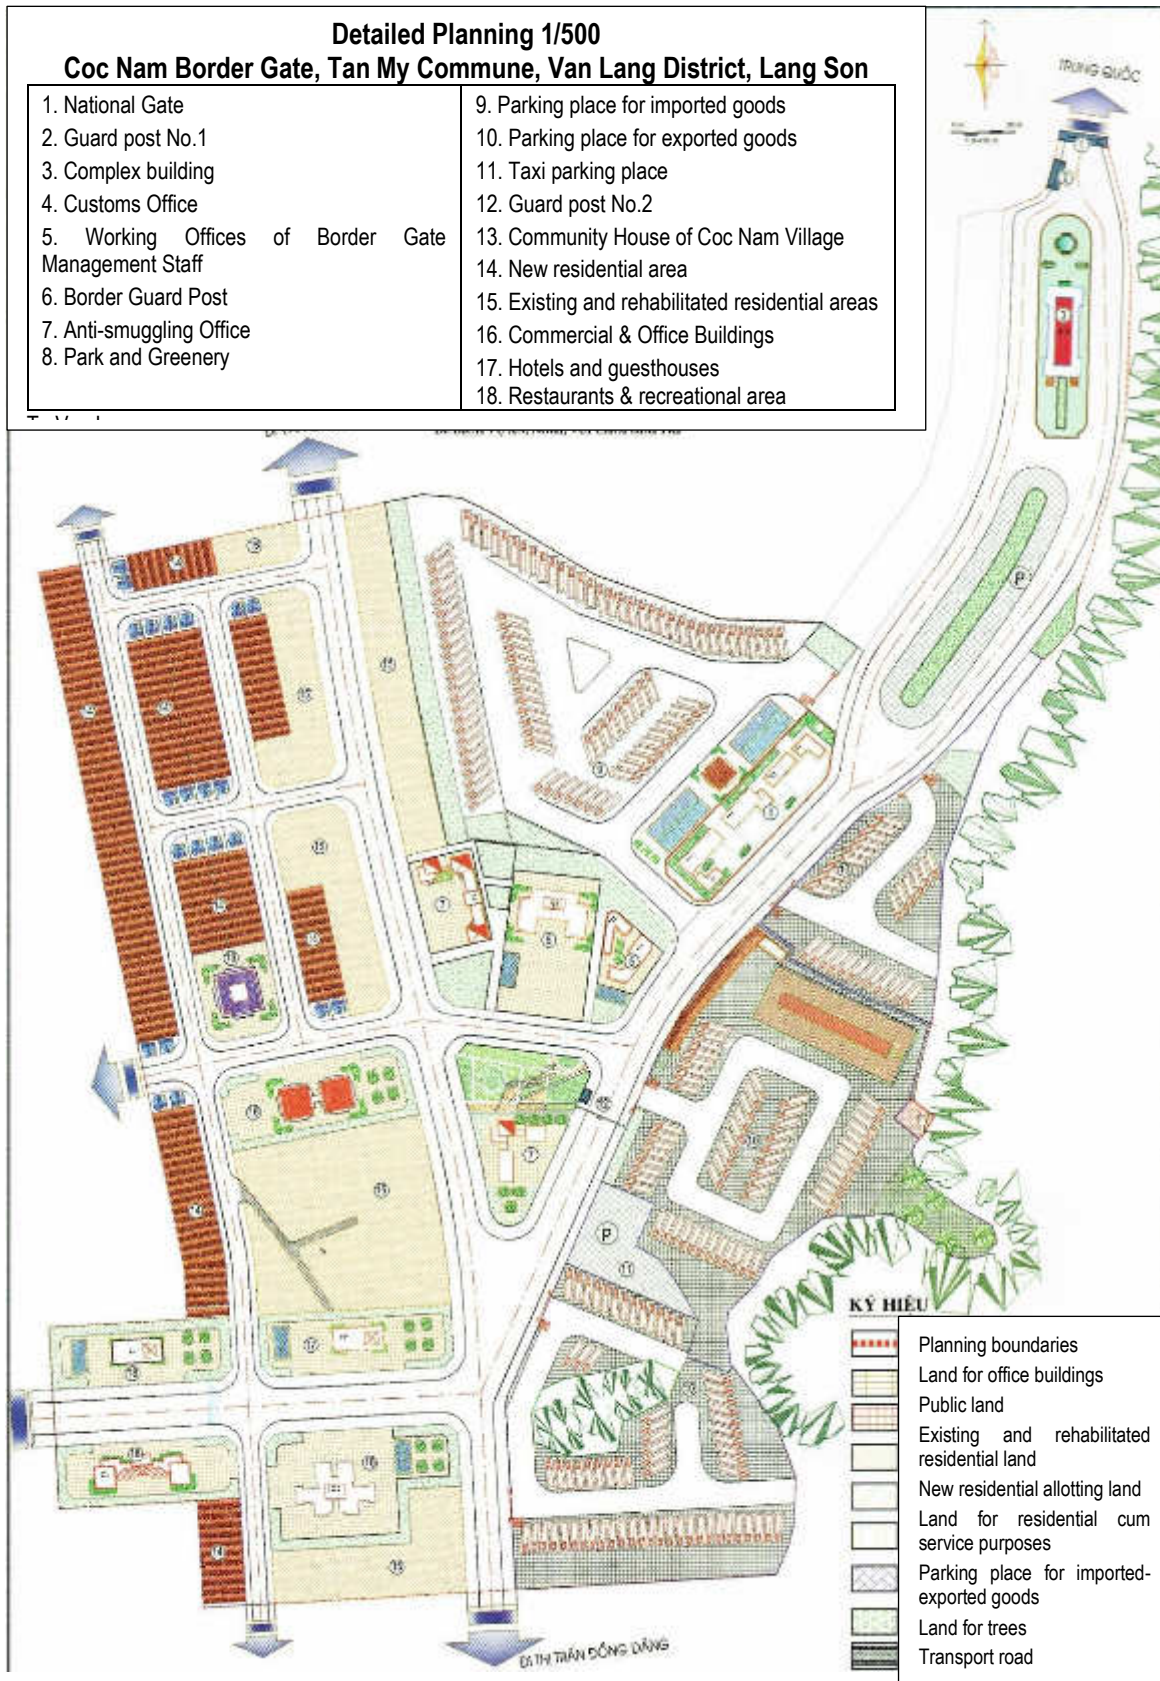 Detailed Planning 1/500
Coc Nam Border Gate, Tan My Commune, Van Lang District, Lang Son
1. National Gate
2. Guard post No.1
3. Complex building
4. Customs Office
5. Working Offices of Border Gate
Management Staff
6. Border Guard Post
7. Anti-smuggling Office
8. Park and Greenery
9. Parking place for imported goods
10. Parking place for exported goods
11. Taxi parking place
12. Guard post No.2
13. Community House of Coc Nam Village
14. New residential area
15. Existing and rehabilitated residential areas
16. Commercial & Office Buildings
17. Hotels and guesthouses
18. Restaurants & recreational area
TRUNG QUỐC
P
P
11
KÝ HIỆU
Planning boundaries
Land for office buildings
Public land
Existing and rehabilitated
residential land
New residential allotting land
Land for residential cum
service purposes
Parking place for imported-
exported goods
Land for trees
Transport road
ĐI THỊ TRẤN ĐỒNG ĐĂNG